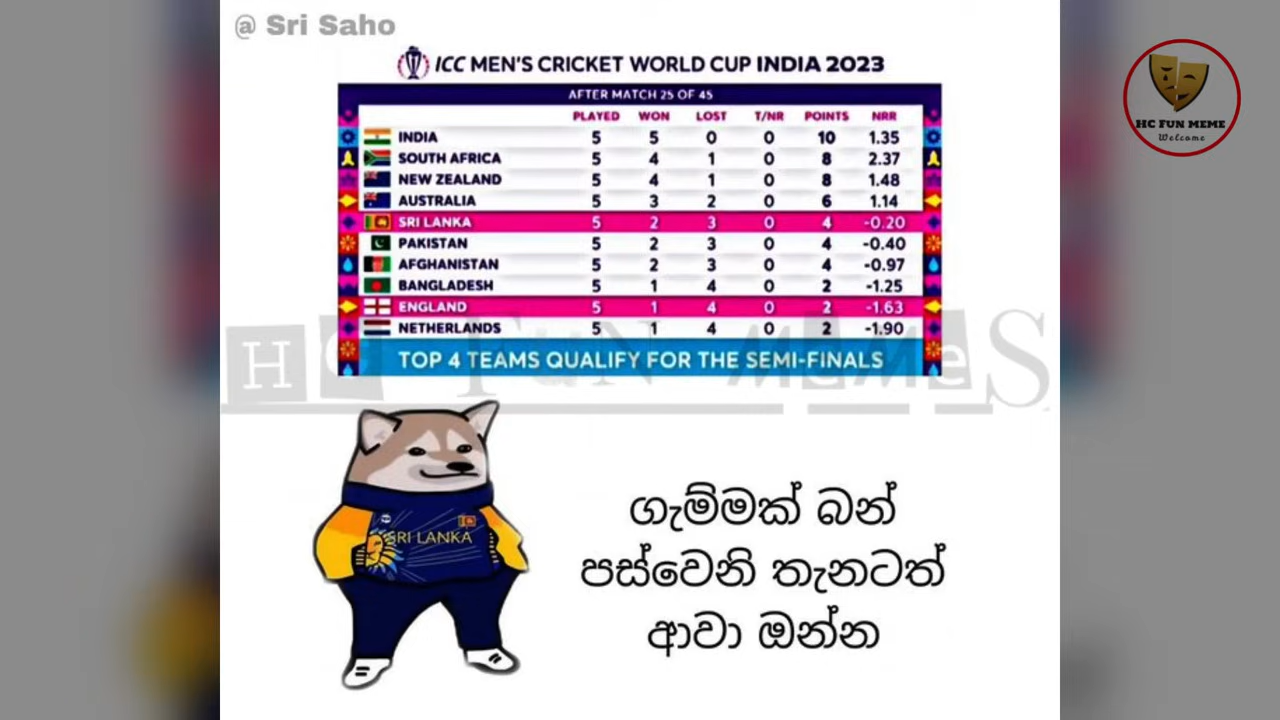 @ Sri Saho
ICC MEN'S CRICKET WORLD CUP INDIA 2023
AFTER MATCH 25 OF 45
PLAYED WON LOST T/NR POINTS NRR
INDIA 5 5 0 0 10 1.35
SOUTH AFRICA 5 4 1 0 8 2.37
NEW ZEALAND 5 4 1 0 8 1.48
AUSTRALIA 5 3 2 0 6 1.14
SRI LANKA 5 2 3 0 4 -0.20
PAKISTAN 5 2 3 0 4 -0.40
AFGHANISTAN 5 2 3 0 4 -0.97
BANGLADESH 5 1 4 0 2 -1.25
ENGLAND 5 1 4 0 2 -1.63
NETHERLANDS 5 1 4 0 2 -1.90
TOP 4 TEAMS QUALIFY FOR THE SEMI-FINALS
HC FuN MEMeS
HC FUN MEME
Welcome
SRI LANKA
ගැම්මක් බන්
පස්වෙනි තැනටත්
ආවා ඔන්න